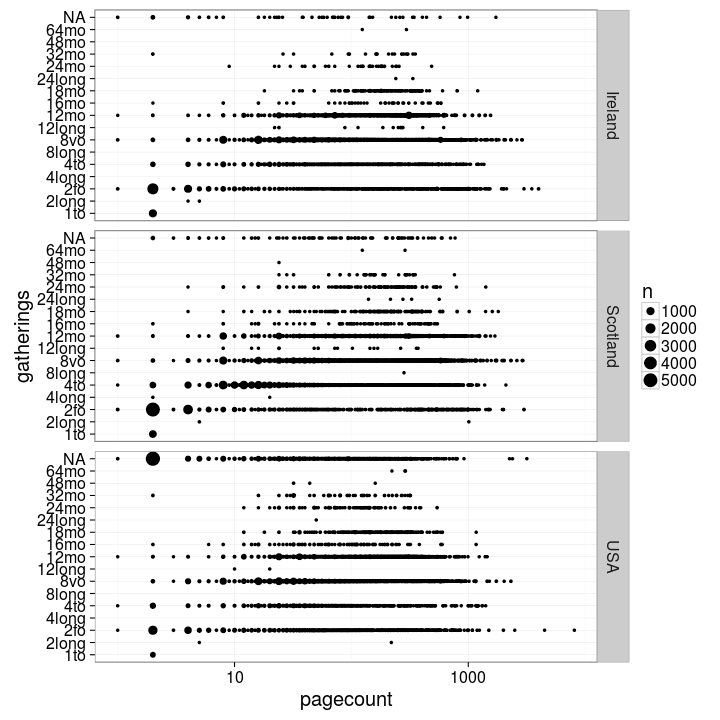 NA
64mo
48mo
32mo
24mo
24long
18mo
16mo
12mo
12long
8vo
8long
4to
4long
2fo
2long
1to
Ireland
NA
64mo
48mo
32mo
24mo
24long
18mo
16mo
12mo
12long
8vo
8long
4to
4long
2fo
2long
1to
Scotland
NA
64mo
48mo
32mo
24mo
24long
18mo
16mo
12mo
12long
8vo
8long
4to
4long
2fo
2long
1to
USA
gatherings
10
1000
pagecount
n
1000
2000
3000
4000
5000